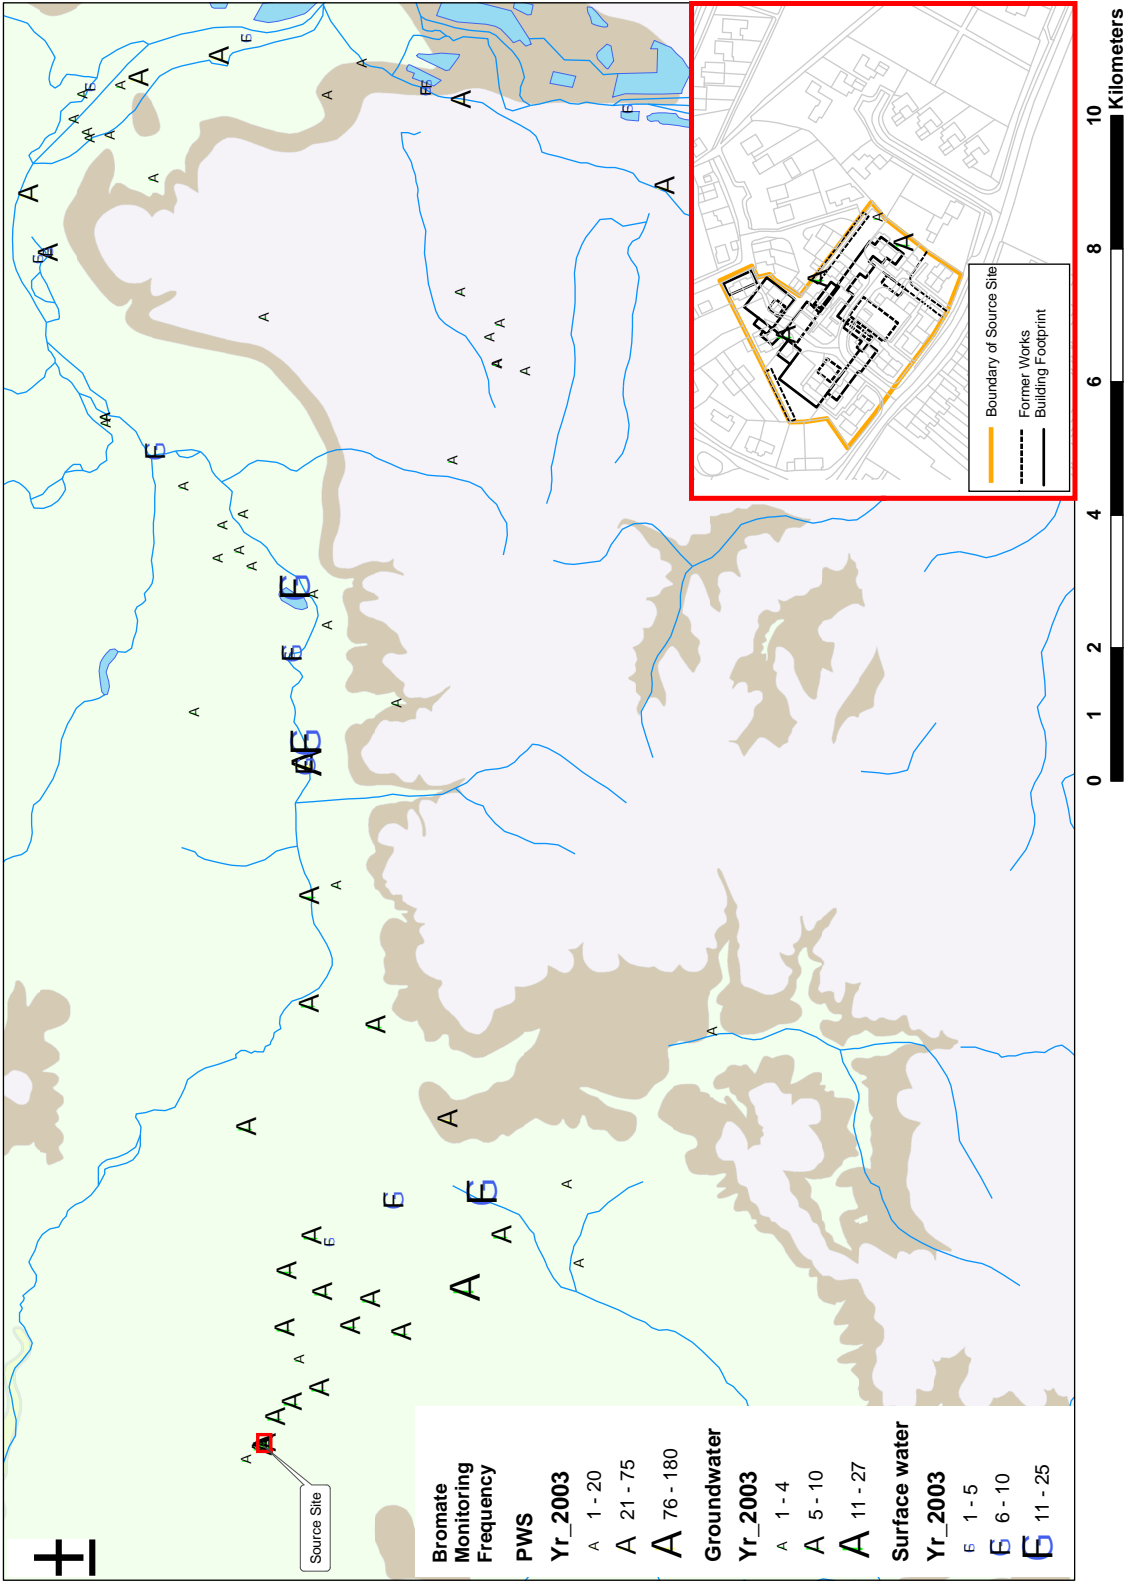 Source Site
Bromate
Monitoring
Frequency
PWS
Yr_2003
A 1 - 20
A 21 - 75
A 76 - 180
Groundwater
Yr_2003
A 1 - 4
A 5 - 10
A 11 - 27
Surface water
Yr_2003
G 1 - 5
G 6 - 10
G 11 - 25
Boundary of Source Site
Former Works
Building Footprint
0 1 2 4 6 8 10
Kilometers